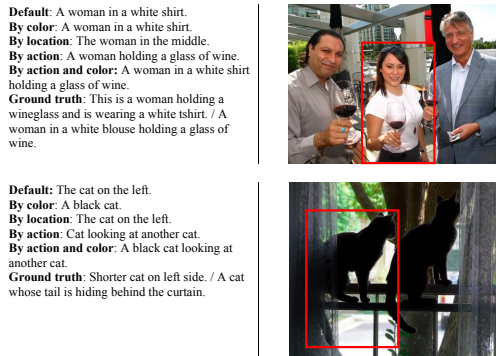 Default: A woman in a white shirt.
By color: A woman in a white shirt.
By location: The woman in the middle.
By action: A woman holding a glass of wine.
By action and color: A woman in a white shirt
holding a glass of wine.
Ground truth: This is a woman holding a
wineglass and is wearing a white tshirt. / A
woman in a white blouse holding a glass of
wine.
Default: The cat on the left.
By color: A black cat.
By location: The cat on the left.
By action: Cat looking at another cat.
By action and color: A black cat looking at
another cat.
Ground truth: Shorter cat on left side. / A cat
whose tail is hiding behind the curtain.